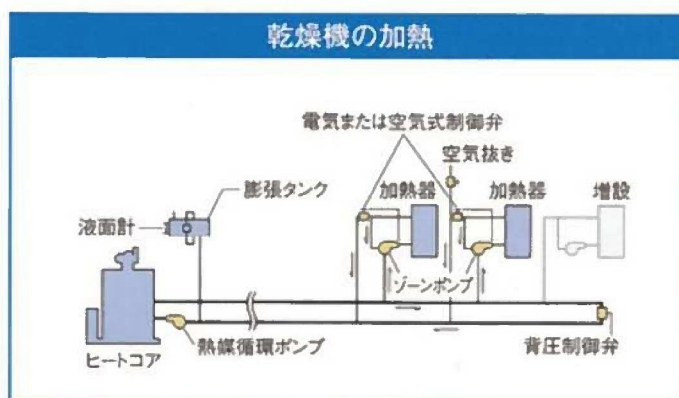 乾燥機の加熱
電気または空気式制御弁
空気抜き
膨張タンク
加熱器
加熱器
増設
液面計
ゾーンポンプ
熱媒循環ポンプ
背圧制御弁
ヒートコア